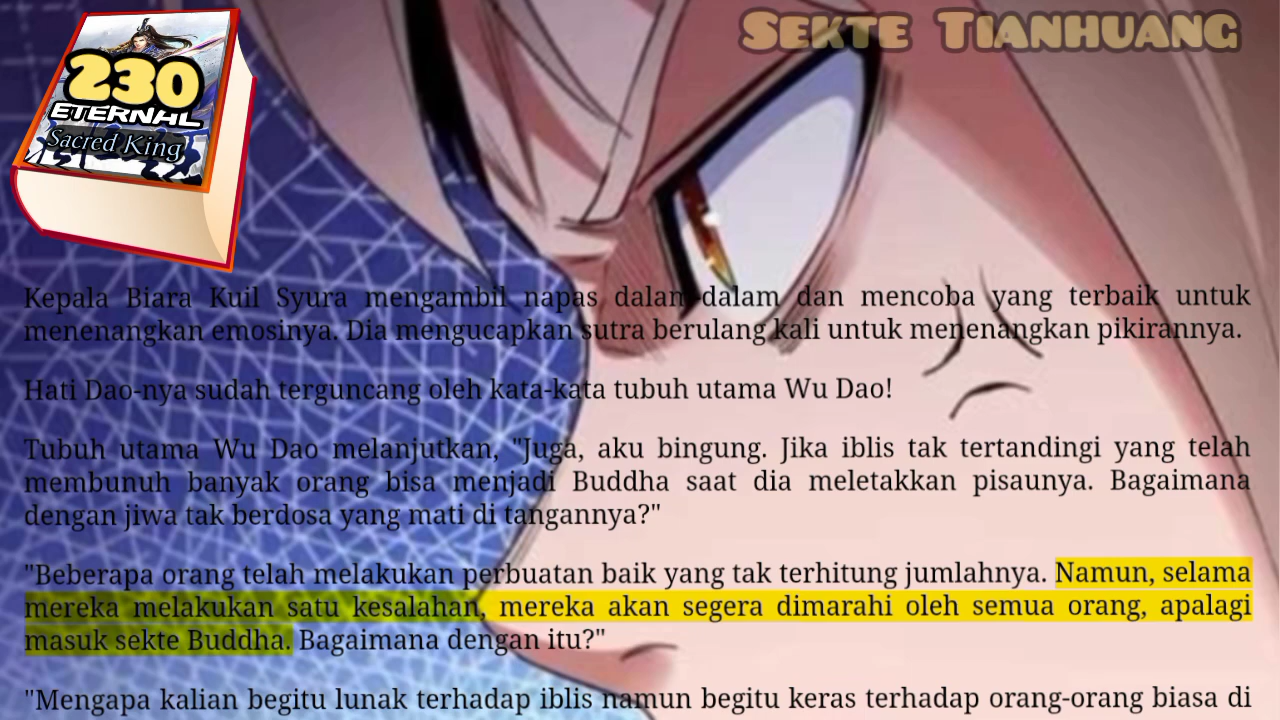 Sekte Tianhuang
230
ETERNAL
Sacred King
Kepala Biara Kuil Syura mengambil napas dalam-dalam dan mencoba yang terbaik untuk
menenangkan emosinya. Dia mengucapkan sutra berulang kali untuk menenangkan pikirannya.
Hati Dao-nya sudah terguncang oleh kata-kata tubuh utama Wu Dao!
Tubuh utama Wu Dao melanjutkan, "Juga, aku bingung. Jika iblis tak tertandingi yang telah
membunuh banyak orang bisa menjadi Buddha saat dia meletakkan pisaunya. Bagaimana
dengan jiwa tak berdosa yang mati di tangannya?"
"Beberapa orang telah melakukan perbuatan baik yang tak terhitung jumlahnya. Namun, selama
mereka melakukan satu kesalahan, mereka akan segera dimarahi oleh semua orang, apalagi
masuk sekte Buddha. Bagaimana dengan itu?"
"Mengapa kalian begitu lunak terhadap iblis namun begitu keras terhadap orang-orang biasa di